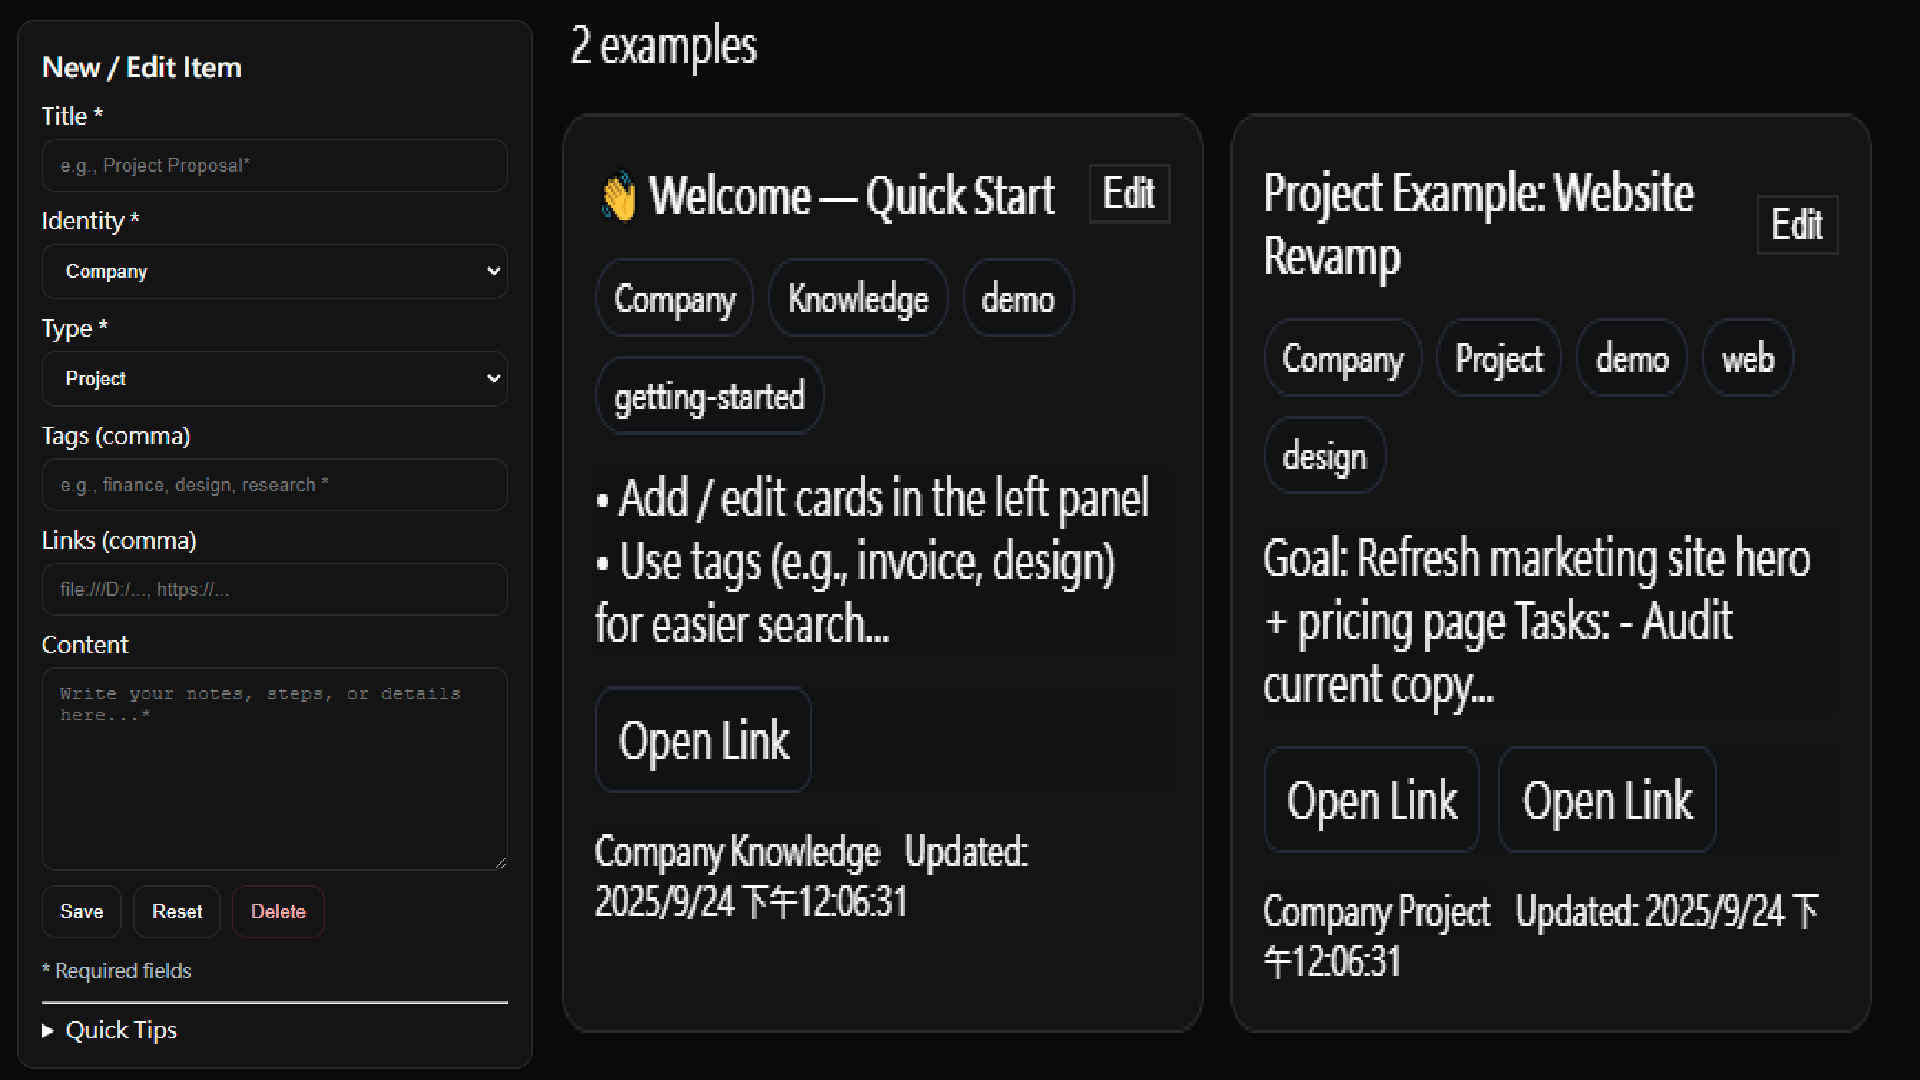 New / Edit Item
Title *
e.g., Project Proposal*
Identity *
Company
Type *
Project
Tags (comma)
e.g., finance, design, research *
Links (comma)
file:///D:/..., https://...
Content
Write your notes, steps, or details
here...*
Save Reset Delete
* Required fields
Quick Tips
2 examples
👋 Welcome — Quick Start Edit
Company Knowledge demo
getting-started
• Add / edit cards in the left panel
• Use tags (e.g., invoice, design)
for easier search...
Open Link
Company Knowledge Updated:
2025/9/24 下午12:06:31
Project Example: Website
Revamp
Edit
Company Project demo web
design
Goal: Refresh marketing site hero
+ pricing page Tasks: - Audit
current copy...
Open Link Open Link
Company Project Updated: 2025/9/24 下
午12:06:31